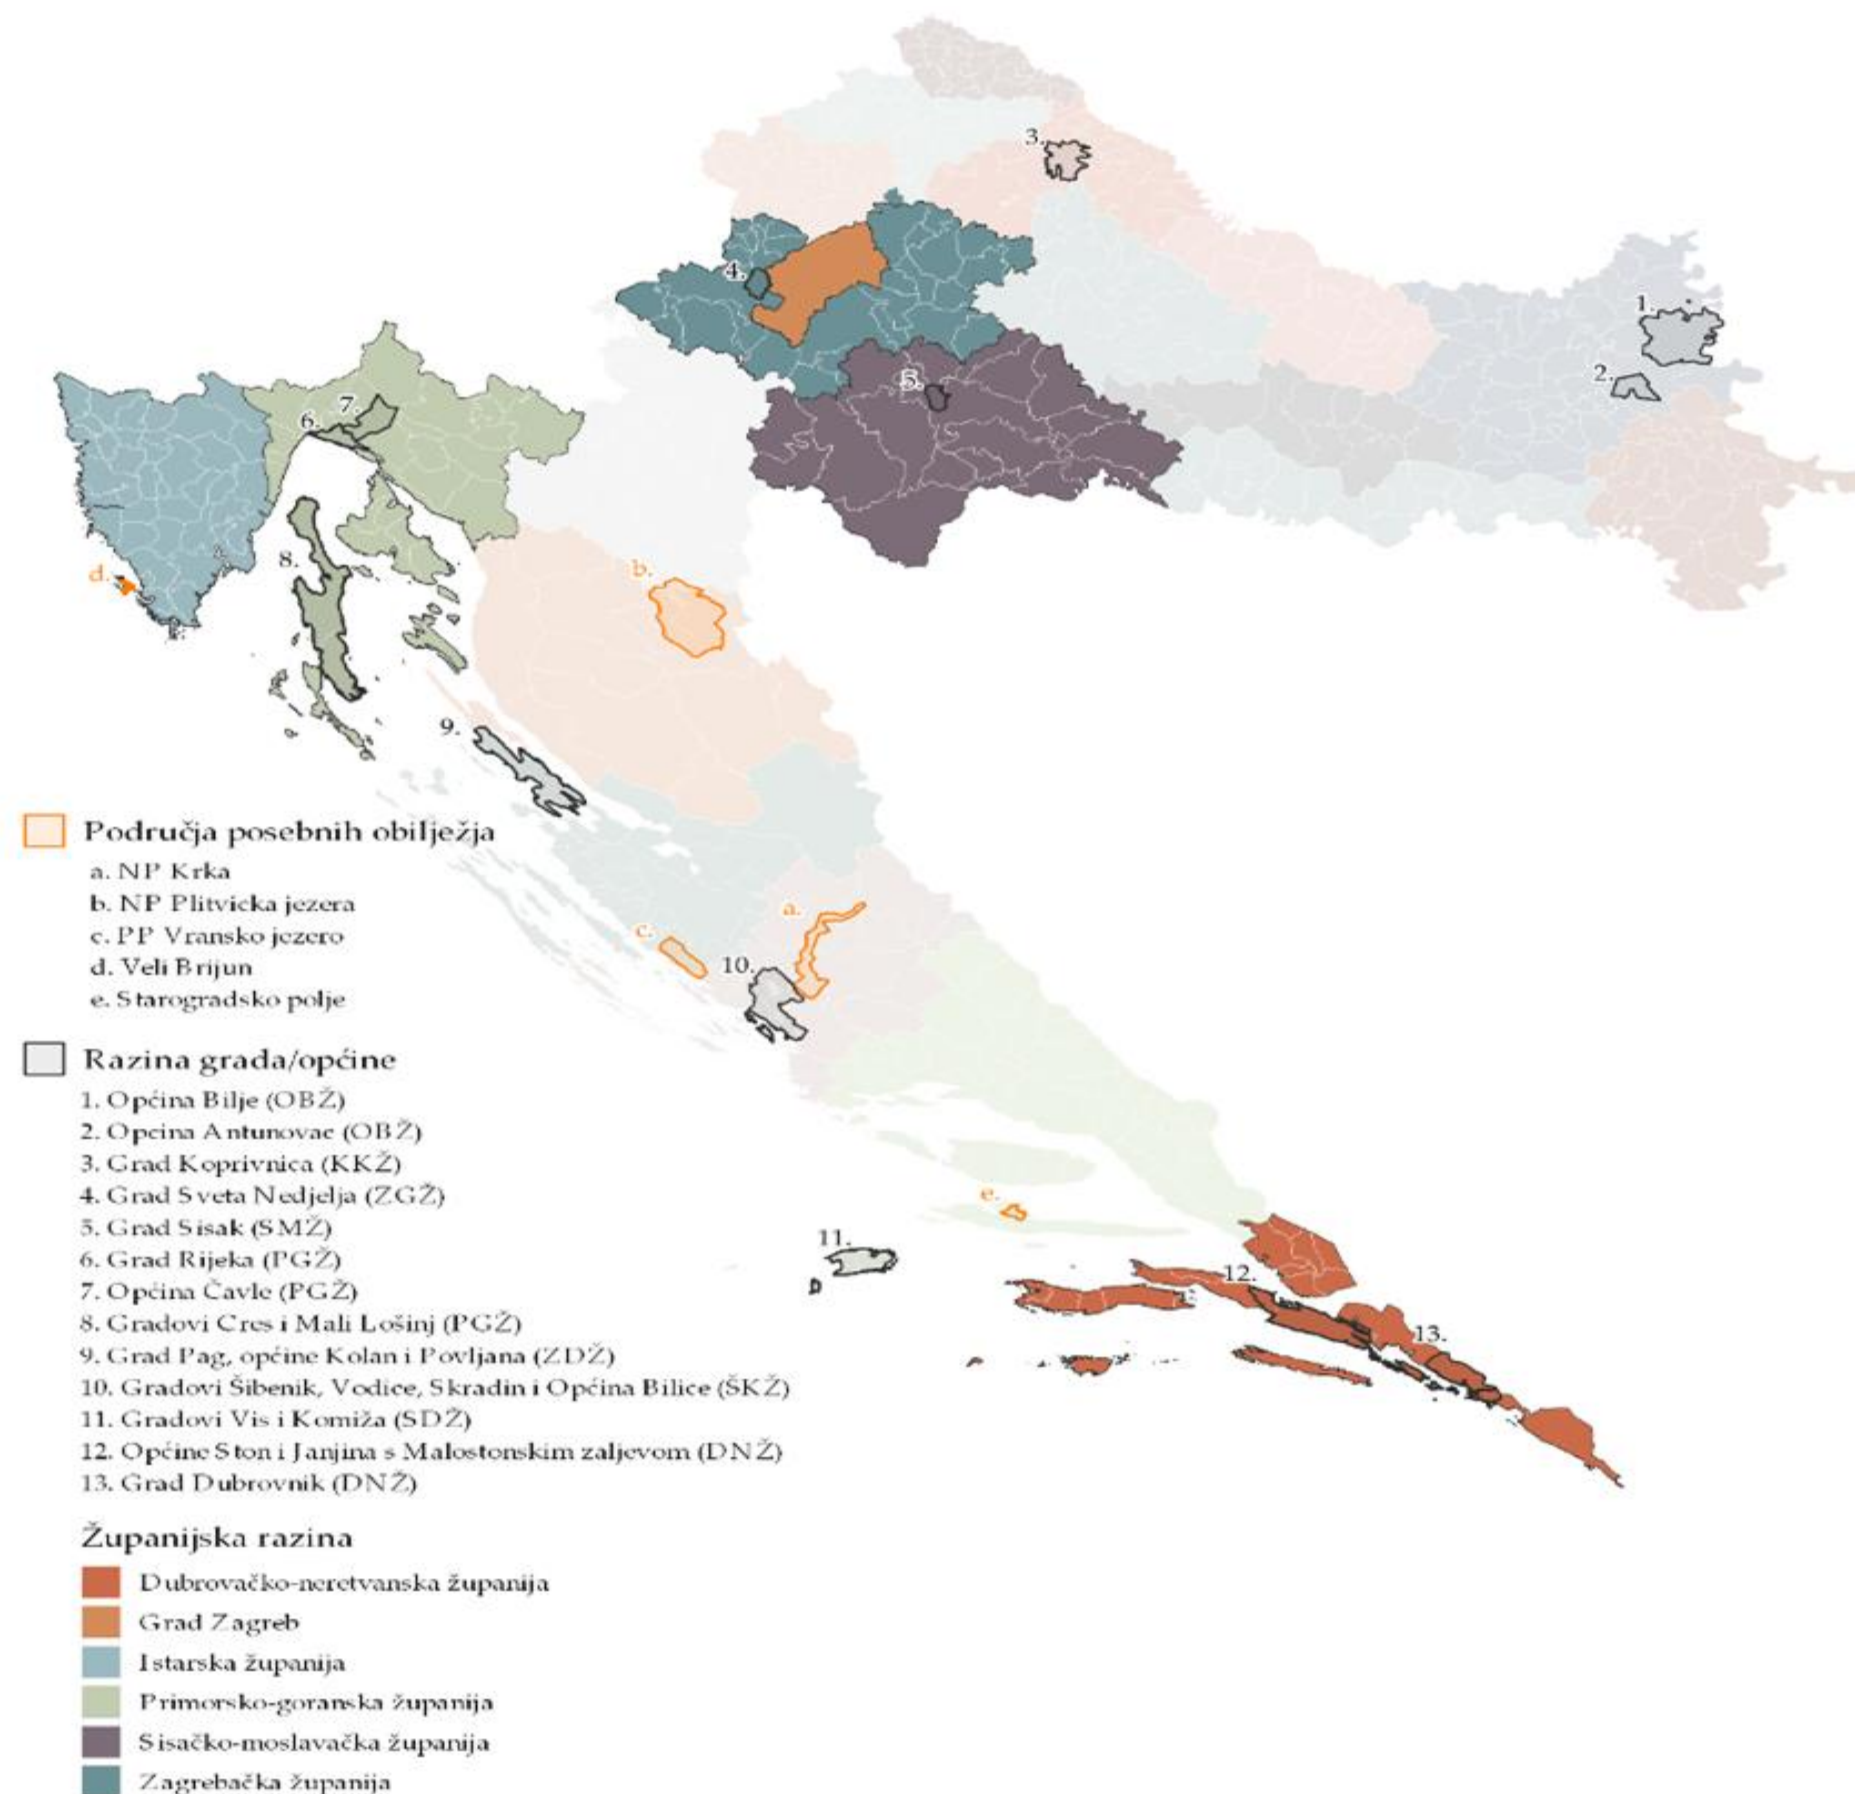 3.
4.
1.
5.
2.
7.
6.
8.
d.
b.
9.
Područja posebnih obilježja
a. NP Krka
b. NP Plitvicka jezera
c. PP Vransko jezero
d. Veli Brijun
e. Starogradsko polje
a.
c.
10.
Razina grada/općine
1. Općina Bilje (OBŽ)
2. Opcina Antunovac (OBŽ)
3. Grad Koprivnica (KKŽ)
4. Grad Sveta Nedjelja (ZGŽ)
5. Grad Sisak (SMŽ)
6. Grad Rijeka (PGŽ)
7. Općina Čavle (PGŽ)
8. Gradovi Cres i Mali Lošinj (PGŽ)
9. Grad Pag, općine Kolan i Povljana (ZDŽ)
10. Gradovi Šibenik, Vodice, Skradin i Općina Bilice (ŠKŽ)
11. Gradovi Vis i Komiža (SDŽ)
12. Općine Ston i Janjina s Malostonskim zaljevom (DNŽ)
13. Grad Dubrovnik (DNŽ)
e.
11.
12.
13.
Županijska razina
Dubrovačko-neretvanska županija
Grad Zagreb
Istarska županija
Primorsko-goranska županija
Sisačko-moslavačka županija
Zagrebačka županija